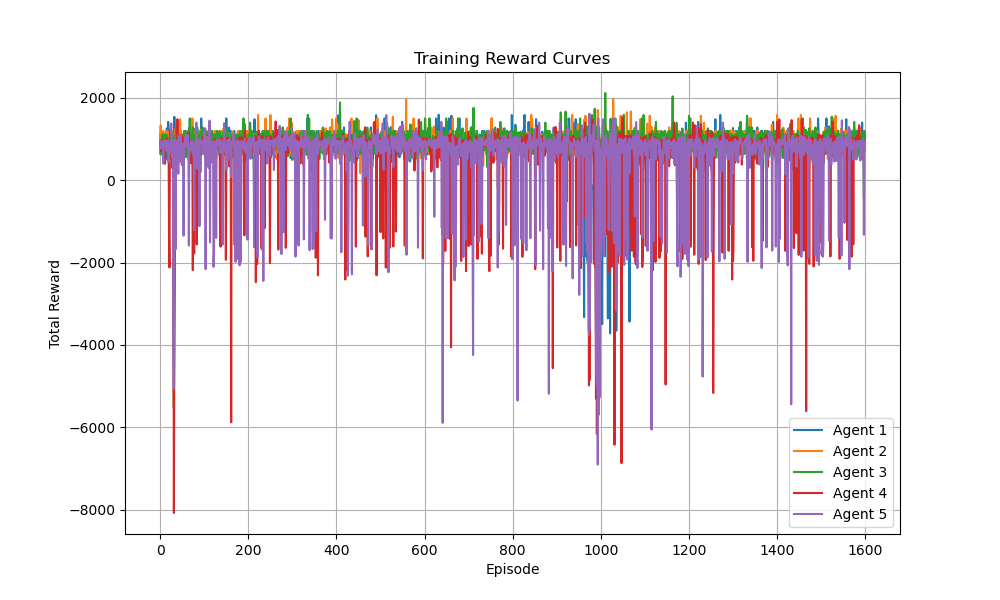 Training Reward Curves
Total Reward
2000
0
−2000
−4000
−6000
−8000
Agent 1
Agent 2
Agent 3
Agent 4
Agent 5
0 200 400 600 800 1000 1200 1400 1600
Episode